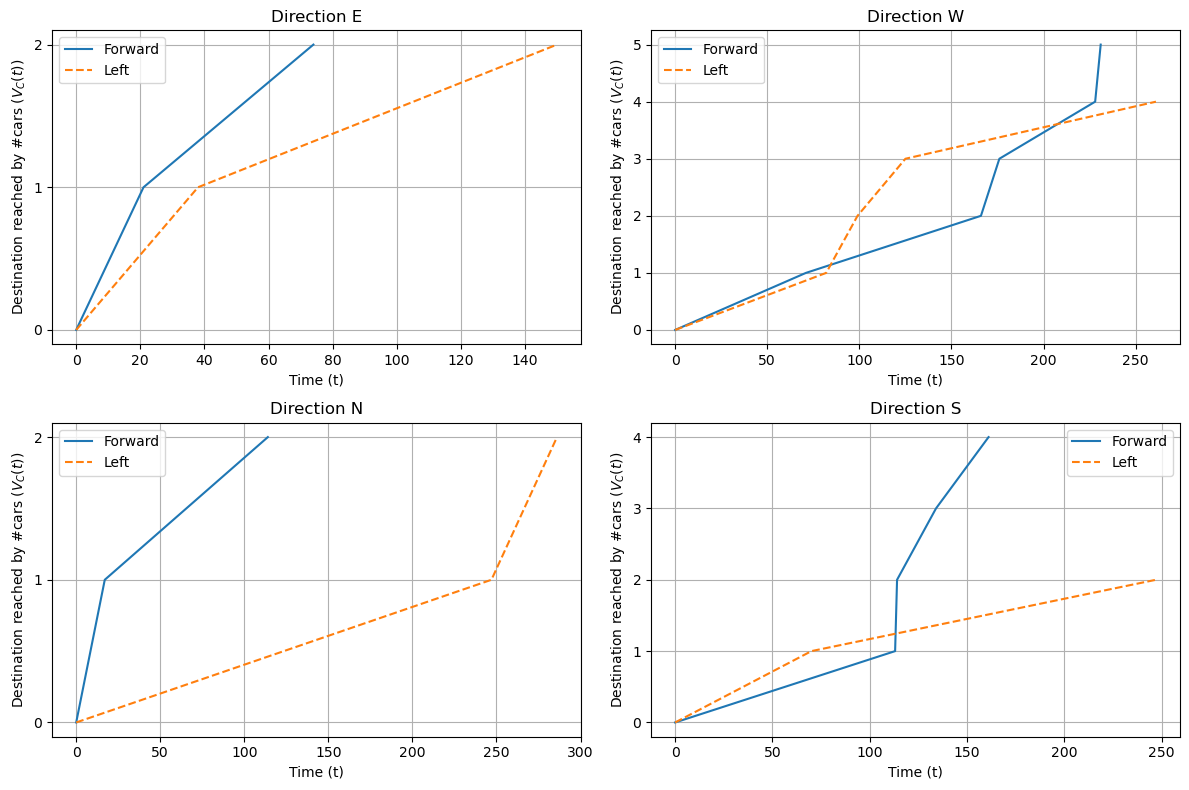 Direction E
Destination reached by #cars ($V_C(t)$)
2
1
0
Forward
Left
0 20 40 60 80 100 120 140
Time (t)
Direction W
Destination reached by #cars ($V_C(t)$)
5
4
3
2
1
0
Forward
Left
0 50 100 150 200 250
Time (t)
Direction N
Destination reached by #cars ($V_C(t)$)
2
1
0
Forward
Left
0 50 100 150 200 250 300
Time (t)
Direction S
Destination reached by #cars ($V_C(t)$)
4
3
2
1
0
Forward
Left
0 50 100 150 200 250
Time (t)